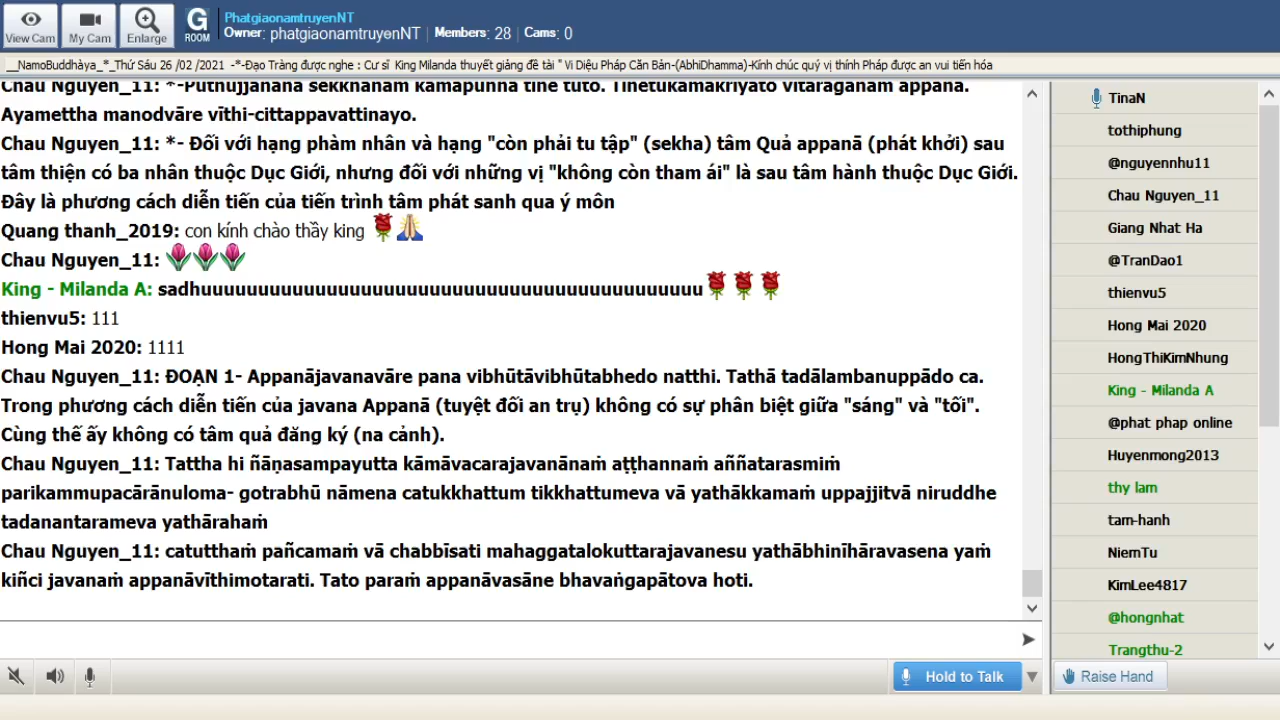 View Cam
My Cam
Enlarge
G
ROOM
PhatgiaonamtruyenNT
Owner: phatgiaonamtruyenNT | Members: 28 | Cams: 0
__NamoBuddhàya_*_Thứ Sáu 26 /02 /2021 -*-Đạo Tràng được nghe : Cư sĩ King Milanda thuyết giảng đề tài " Vi Diệu Pháp Căn Bản-(AbhiDhamma)-Kính chúc quý vị thính Pháp được an vui tiến hóa
Chau Nguyen_11: *-Puthujjanāna sekkhānaṁ kāmapuñña tihe tuto. Tihetukāmakriyato vītarāgānaṁ appanā.
Ayamettha manodvāre vīthi-cittappavattinayo.
Chau Nguyen_11: *- Đối với hạng phàm nhân và hạng "còn phải tu tập" (sekha) tâm Quả appanā (phát khởi) sau
tâm thiện có ba nhân thuộc Dục Giới, nhưng đối với những vị "không còn tham ái" là sau tâm hành thuộc Dục Giới.
Đây là phương cách diễn tiến của tiến trình tâm phát sanh qua ý môn
Quang thanh_2019: con kính chào thầy king
Chau Nguyen_11:
King - Milanda A: sadhuuuuuuuuuuuuuuuuuuuuuuuuuuuuuuuuuuuuuuuuuuuu
thienvu5: 111
Hong Mai 2020: 1111
Chau Nguyen_11: ĐOẠN 1- Appanājavanavāre pana vibhūtāvibhūtabhedo natthi. Tathā tadālambanuppādo ca.
Trong phương cách diễn tiến của javana Appanā (tuyệt đối an trụ) không có sự phân biệt giữa "sáng" và "tối".
Cùng thế ấy không có tâm quả đăng ký (na cảnh).
Chau Nguyen_11: Tattha hi ñāṇasampayutta kāmāvacarajavanānaṁ aṭṭhannaṁ aññatarasmiṁ
parikammupacārānuloma- gotrabhū nāmena catukkhattum tikkhattumeva vā yathākkamaṁ uppajjitvā niruddhe
tadanantarameva yathārahaṁ
Chau Nguyen_11: catutthaṁ pañcamaṁ vā chabbīsati mahaggatalokuttarajavanesu yathābhinīhāravasena yaṁ
kiñci javanaṁ appanāvīthimotarati. Tato paraṁ appanāvasāne bhavaṅgapātova hoti.
Hold to Talk
TinaN
tothiphung
@nguyennhu11
Chau Nguyen_11
Giang Nhat Ha
@TranDao1
thienvu5
Hong Mai 2020
HongThiKimNhung
King - Milanda A
@phat phap online
Huyenmong2013
thy lam
tam-hanh
NiemTu
KimLee4817
@hongnhat
Trangthu-2
Raise Hand